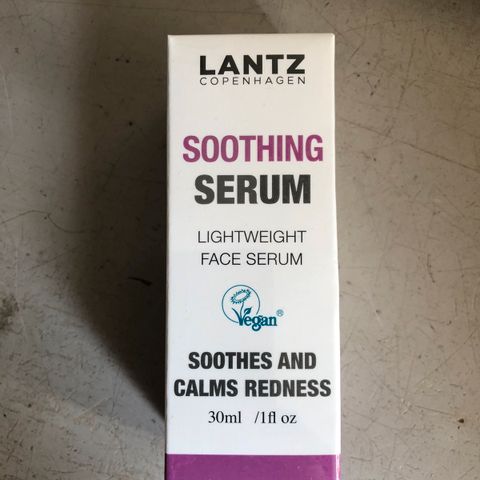 LANTZ
COPENHAGEN
SOOTHING
SERUM
LIGHTWEIGHT
FACE SERUM
Vegan®
SOOTHES AND
CALMS REDNESS
30ml /1fl oz